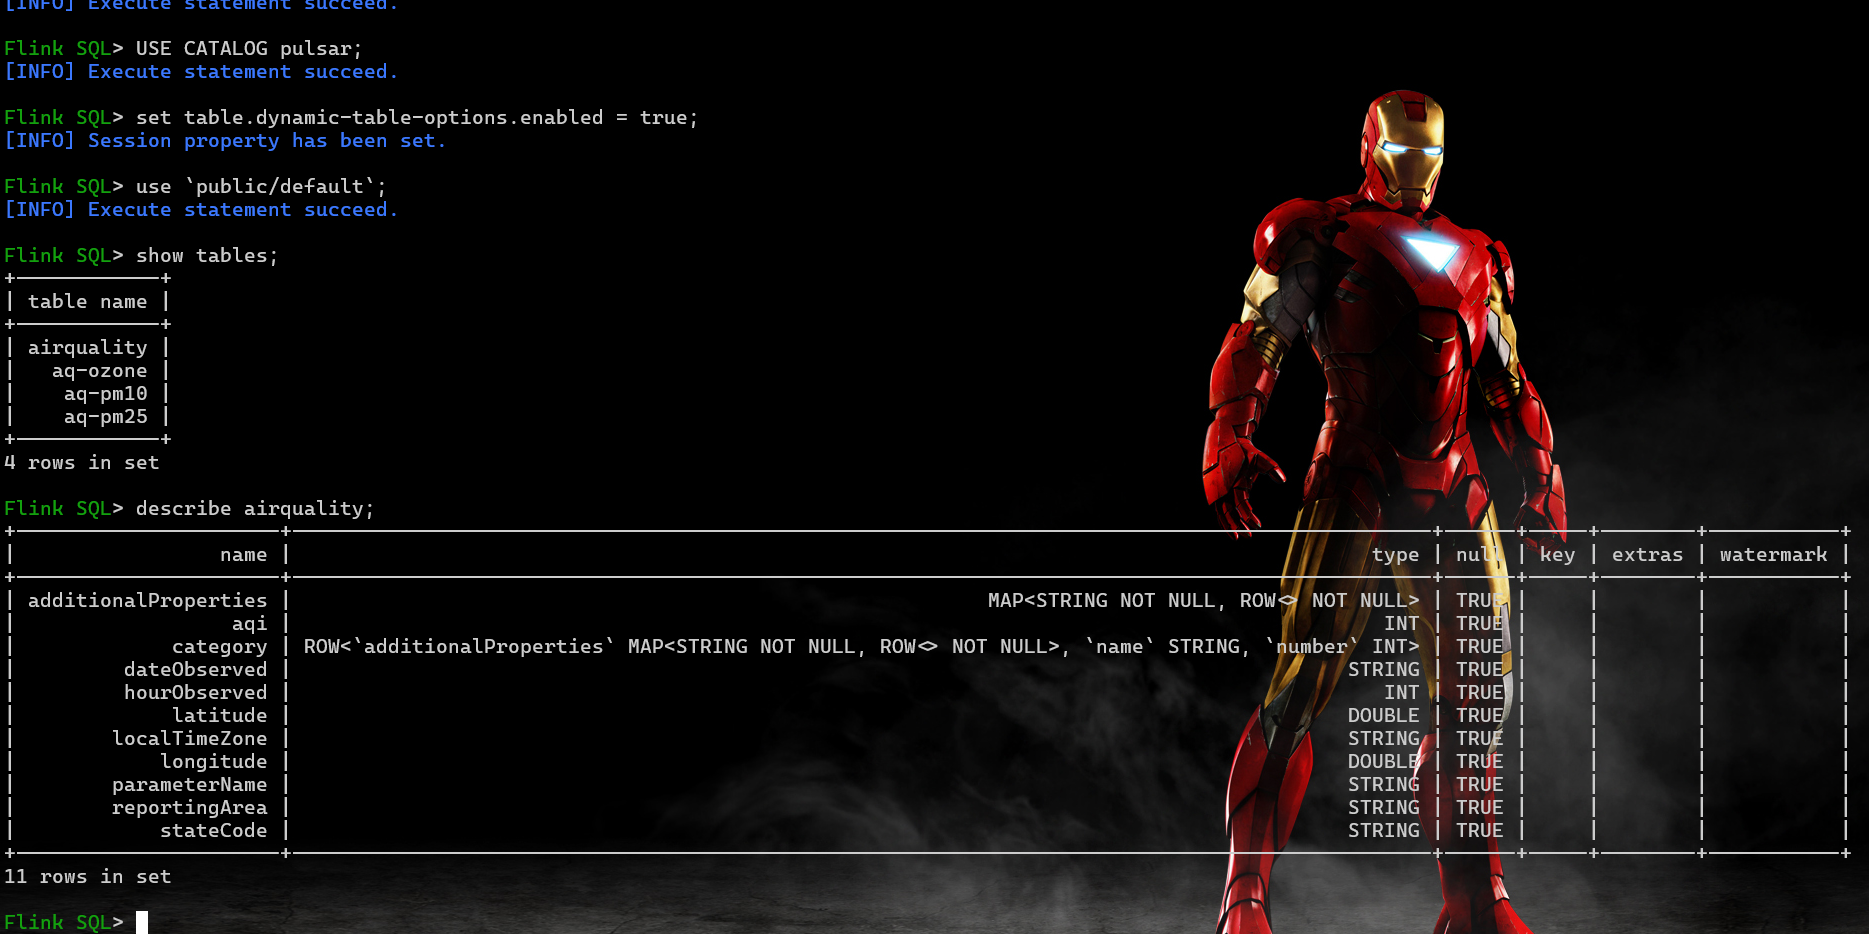 [INFO] Execute statement succeed.
Flink SQL> USE CATALOG pulsar;
[INFO] Execute statement succeed.
Flink SQL> set table.dynamic-table-options.enabled = true;
[INFO] Session property has been set.
Flink SQL> use `public/default`;
[INFO] Execute statement succeed.
Flink SQL> show tables;
+------------+
| table name |
+------------+
| airquality |
| aq-ozone |
| aq-pm10 |
| aq-pm25 |
+------------+
4 rows in set
Flink SQL> describe airquality;
| name | type | null | key | extras | watermark |
| additionalProperties | MAP<STRING NOT NULL, ROW<> NOT NULL> | TRUE | | | |
| aqi | INT | TRUE | | | |
| category | ROW<`additionalProperties` MAP<STRING NOT NULL, ROW<> NOT NULL>, `name` STRING, `number` INT> | TRUE | | | |
| dateObserved | STRING | TRUE | | | |
| hourObserved | INT | TRUE | | | |
| latitude | DOUBLE | TRUE | | | |
| localTimeZone | STRING | TRUE | | | |
| longitude | DOUBLE | TRUE | | | |
| parameterName | STRING | TRUE | | | |
| reportingArea | STRING | TRUE | | | |
| stateCode | STRING | TRUE | | | |
11 rows in set
Flink SQL>